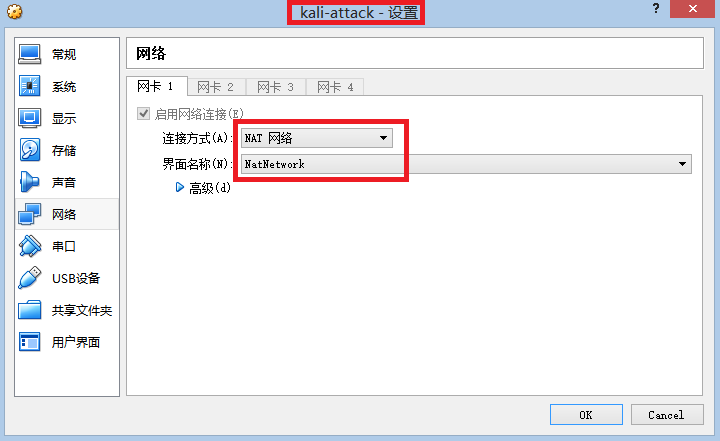 kali-attack - 设置
?
×
常规
系统
显示
存储
声音
网络
串口
USB设备
共享文件夹
用户界面
网络
网卡 1
网卡 2
网卡 3
网卡 4
启用网络连接(E)
连接方式(A): NAT 网络
界面名称(N): NatNetwork
高级(d)
OK
Cancel